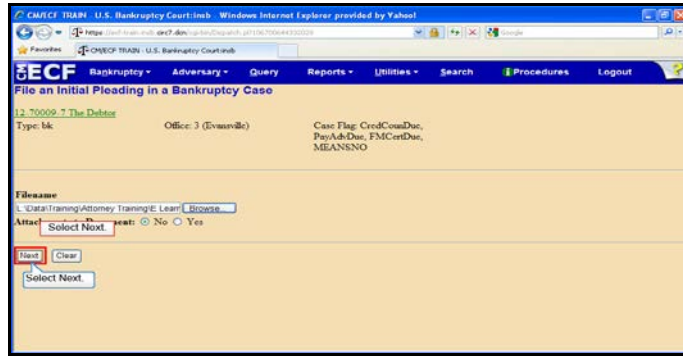 CM/ECF TRAIN - U.S. Bankruptcy Court:insb - Windows Internet Explorer provided by Yahoo!
Google
Favorites CM/ECF TRAIN - U.S. Bankruptcy Court:insb
ECF Bankruptcy Adversary Query Reports Utilities Search Procedures Logout
File an Initial Pleading in a Bankruptcy Case
12-70009-7 The Debtor
Type: bk Office: 3 (Evansville) Case Flag: CredCounDue,
PayAdvDue, FMCertDue,
MEANSNO
Filename
L:\Data\Training\Attorney Training\E Learn Browse...
No Yes
Select Next.
Next Clear
Select Next.